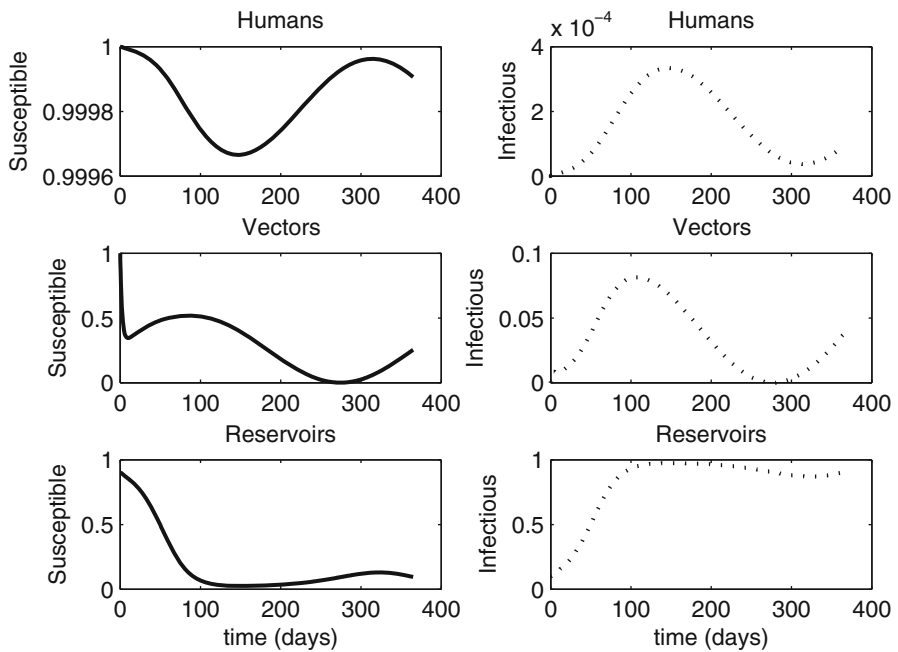 Humans
Susceptible
1
0.9998
0.9996
0 100 200 300 400
Humans
x 10⁻⁴
Infectious
4
2
0
0 100 200 300 400
Vectors
Susceptible
1
0.5
0
0 100 200 300 400
Vectors
Infectious
0.1
0.05
0
0 100 200 300 400
Reservoirs
Susceptible
1
0.5
0
0 100 200 300 400
time (days)
Reservoirs
Infectious
1
0.5
0
0 100 200 300 400
time (days)